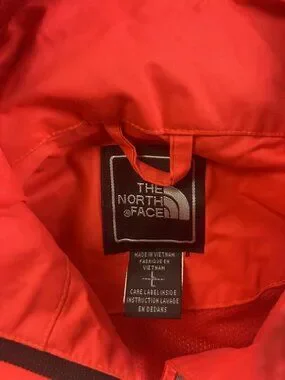 THE
NORTH
®FACE
MADE IN VIETNAM
FABRIQUÉ EN
VIETNAM
L
CARE LABEL INSIDE
INSTRUCTION LAVAGE
EN DEDANS